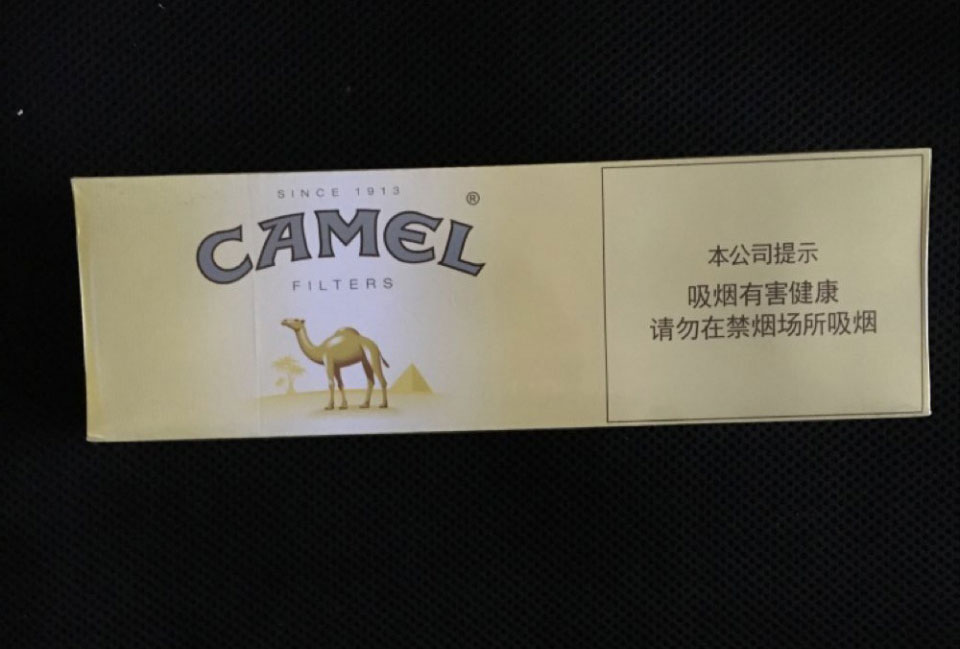 SINCE 1913
CAMEL®
FILTERS
本公司提示
吸烟有害健康
请勿在禁烟场所吸烟